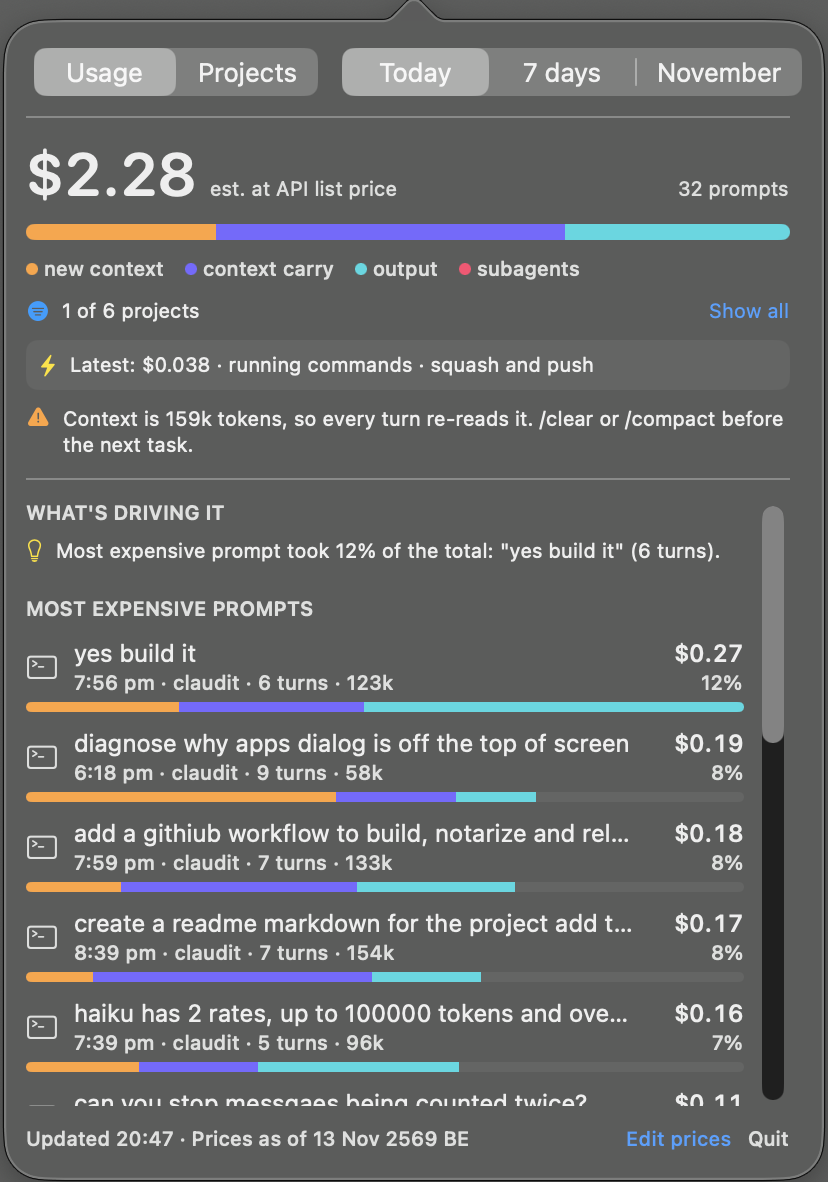 Usage Projects Today 7 days November
$2.28 est. at API list price 32 prompts
new context context carry output subagents
1 of 6 projects Show all
Latest: $0.038 · running commands · squash and push
Context is 159k tokens, so every turn re-reads it. /clear or /compact before
the next task.
WHAT'S DRIVING IT
Most expensive prompt took 12% of the total: "yes build it" (6 turns).
MOST EXPENSIVE PROMPTS
yes build it $0.27
7:56 pm · claudit · 6 turns · 123k 12%
diagnose why apps dialog is off the top of screen $0.19
6:18 pm · claudit · 9 turns · 58k 8%
add a githiub workflow to build, notarize and rel... $0.18
7:59 pm · claudit · 7 turns · 133k 8%
create a readme markdown for the project add t... $0.17
8:39 pm · claudit · 7 turns · 154k 8%
haiku has 2 rates, up to 100000 tokens and ove... $0.16
7:39 pm · claudit · 5 turns · 96k 7%
can you stop messgaes being counted twice? $0.11
Updated 20:47 · Prices as of 13 Nov 2569 BE Edit prices Quit